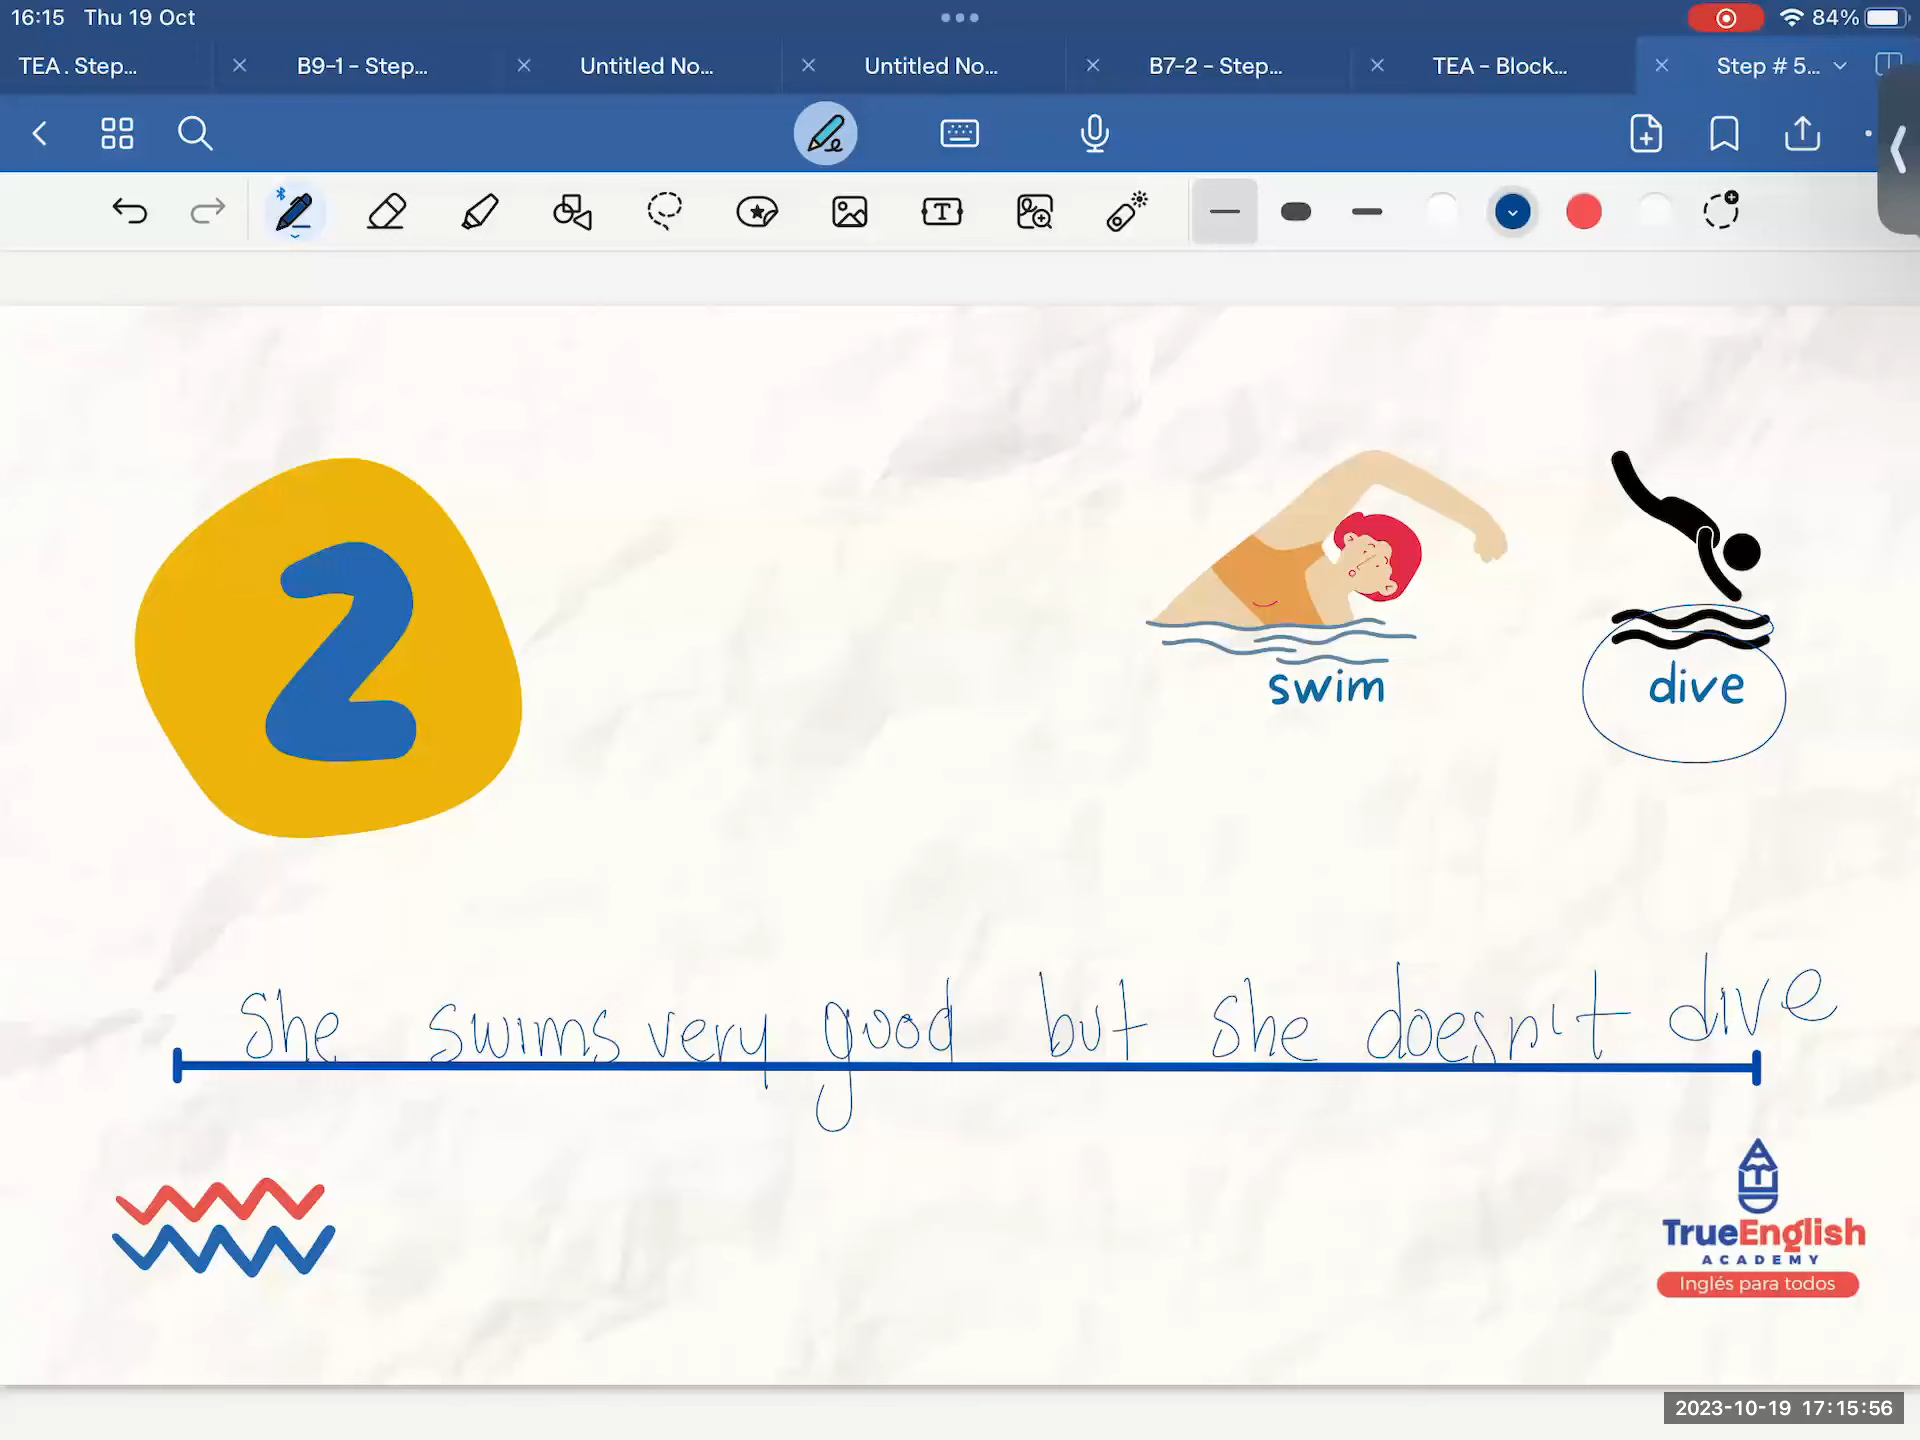 16:15 Thu 19 Oct 84%
TEA . Step... B9-1 - Step... Untitled No... Untitled No... B7-2 - Step... TEA - Block... Step # 5...
2
swim
dive
She swims very good but she doesn't dive
TrueEnglish
ACADEMY
Inglés para todos
2023-10-19 17:15:56